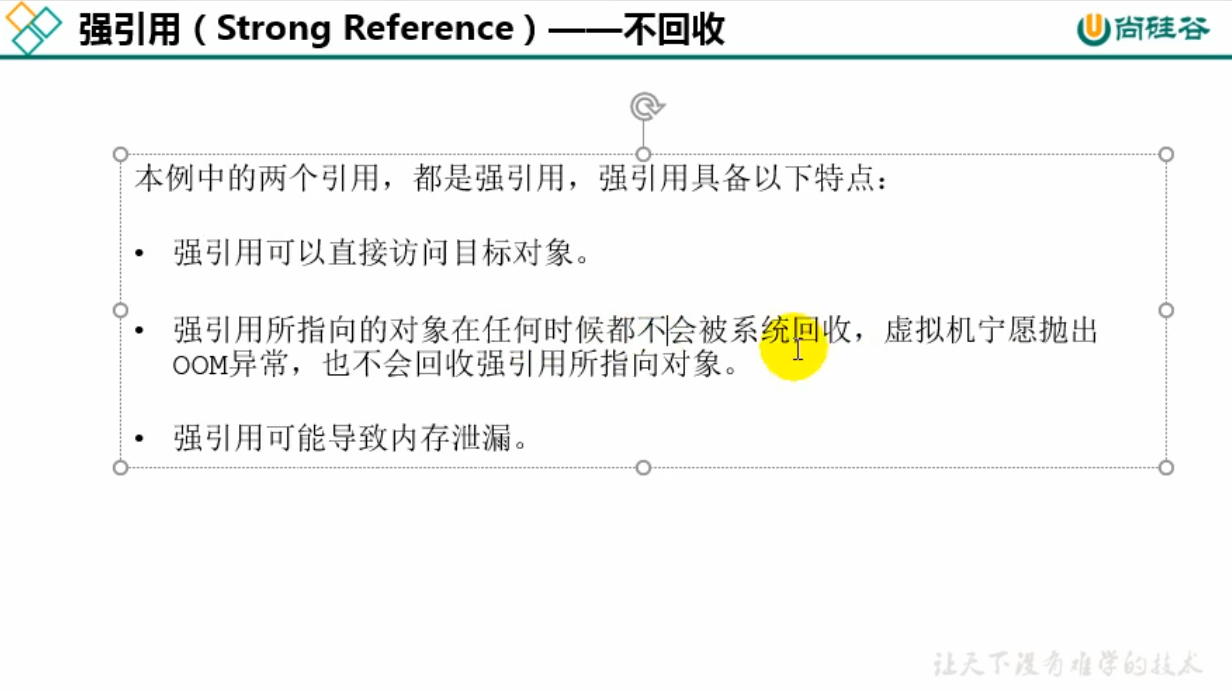 强引用（Strong Reference）——不回收
尚硅谷
本例中的两个引用，都是强引用，强引用具备以下特点：
• 强引用可以直接访问目标对象。
• 强引用所指向的对象在任何时候都不会被系统回收，虚拟机宁愿抛出
OOM异常，也不会回收强引用所指向对象。
• 强引用可能导致内存泄漏。
让天下没有难学的技术